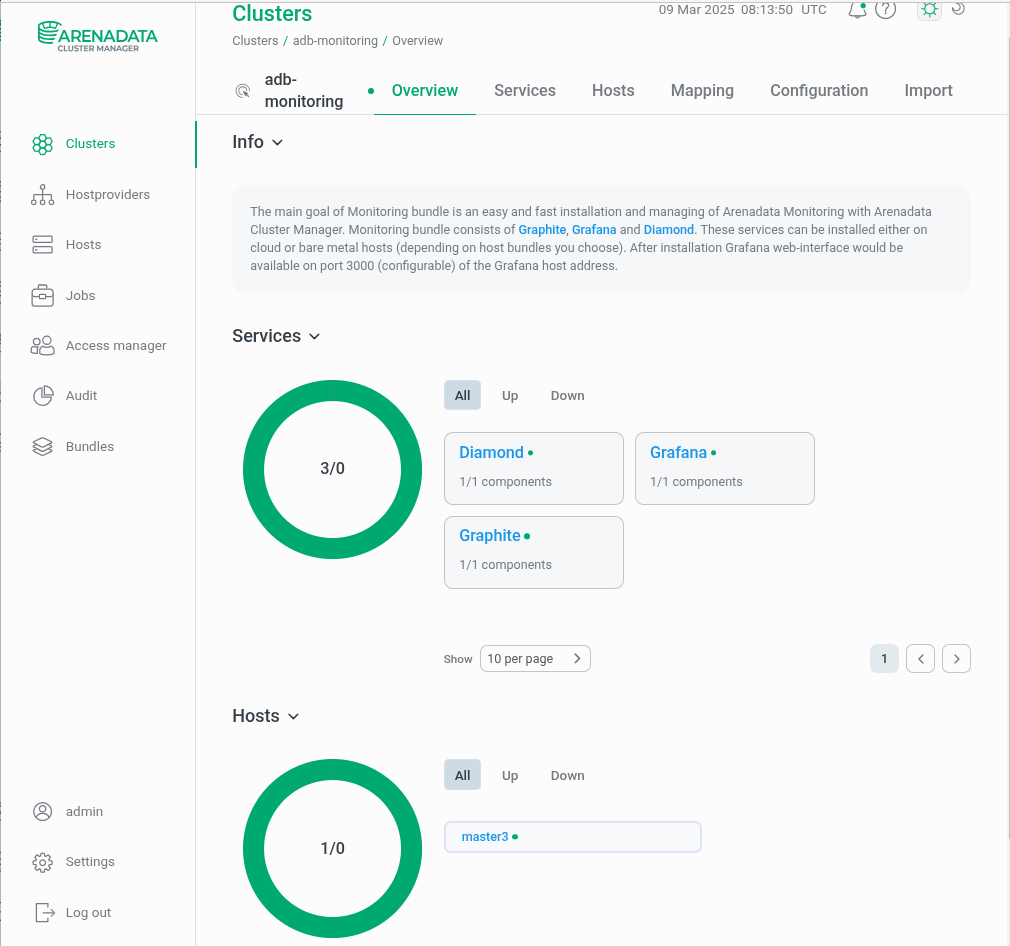 ARENADATA
CLUSTER MANAGER
Clusters
Hostproviders
Hosts
Jobs
Access manager
Audit
Bundles
admin
Settings
Log out
Clusters
09 Mar 2025 08:13:50 UTC
Clusters / adb-monitoring / Overview
adb-
monitoring
Overview Services Hosts Mapping Configuration Import
Info
The main goal of Monitoring bundle is an easy and fast installation and managing of Arenadata Monitoring with Arenadata
Cluster Manager. Monitoring bundle consists of Graphite, Grafana and Diamond. These services can be installed either on
cloud or bare metal hosts (depending on host bundles you choose). After installation Grafana web-interface would be
available on port 3000 (configurable) of the Grafana host address.
Services
3/0
All Up Down
Diamond
1/1 components
Grafana
1/1 components
Graphite
1/1 components
Show 10 per page 1
Hosts
1/0
All Up Down
master3